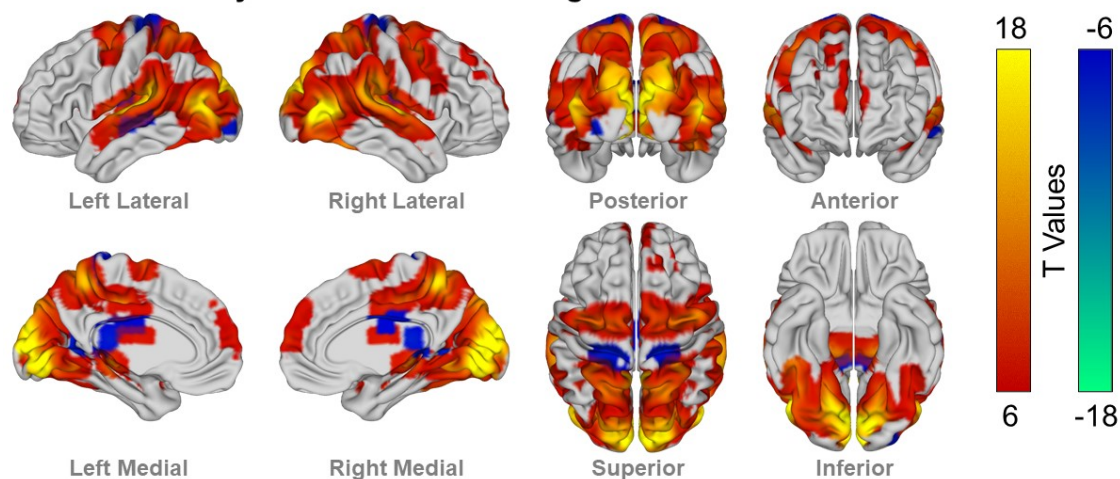 Left Lateral
Right Lateral
Posterior
Anterior
18
-6
T Values
6
-18
Left Medial
Right Medial
Superior
Inferior